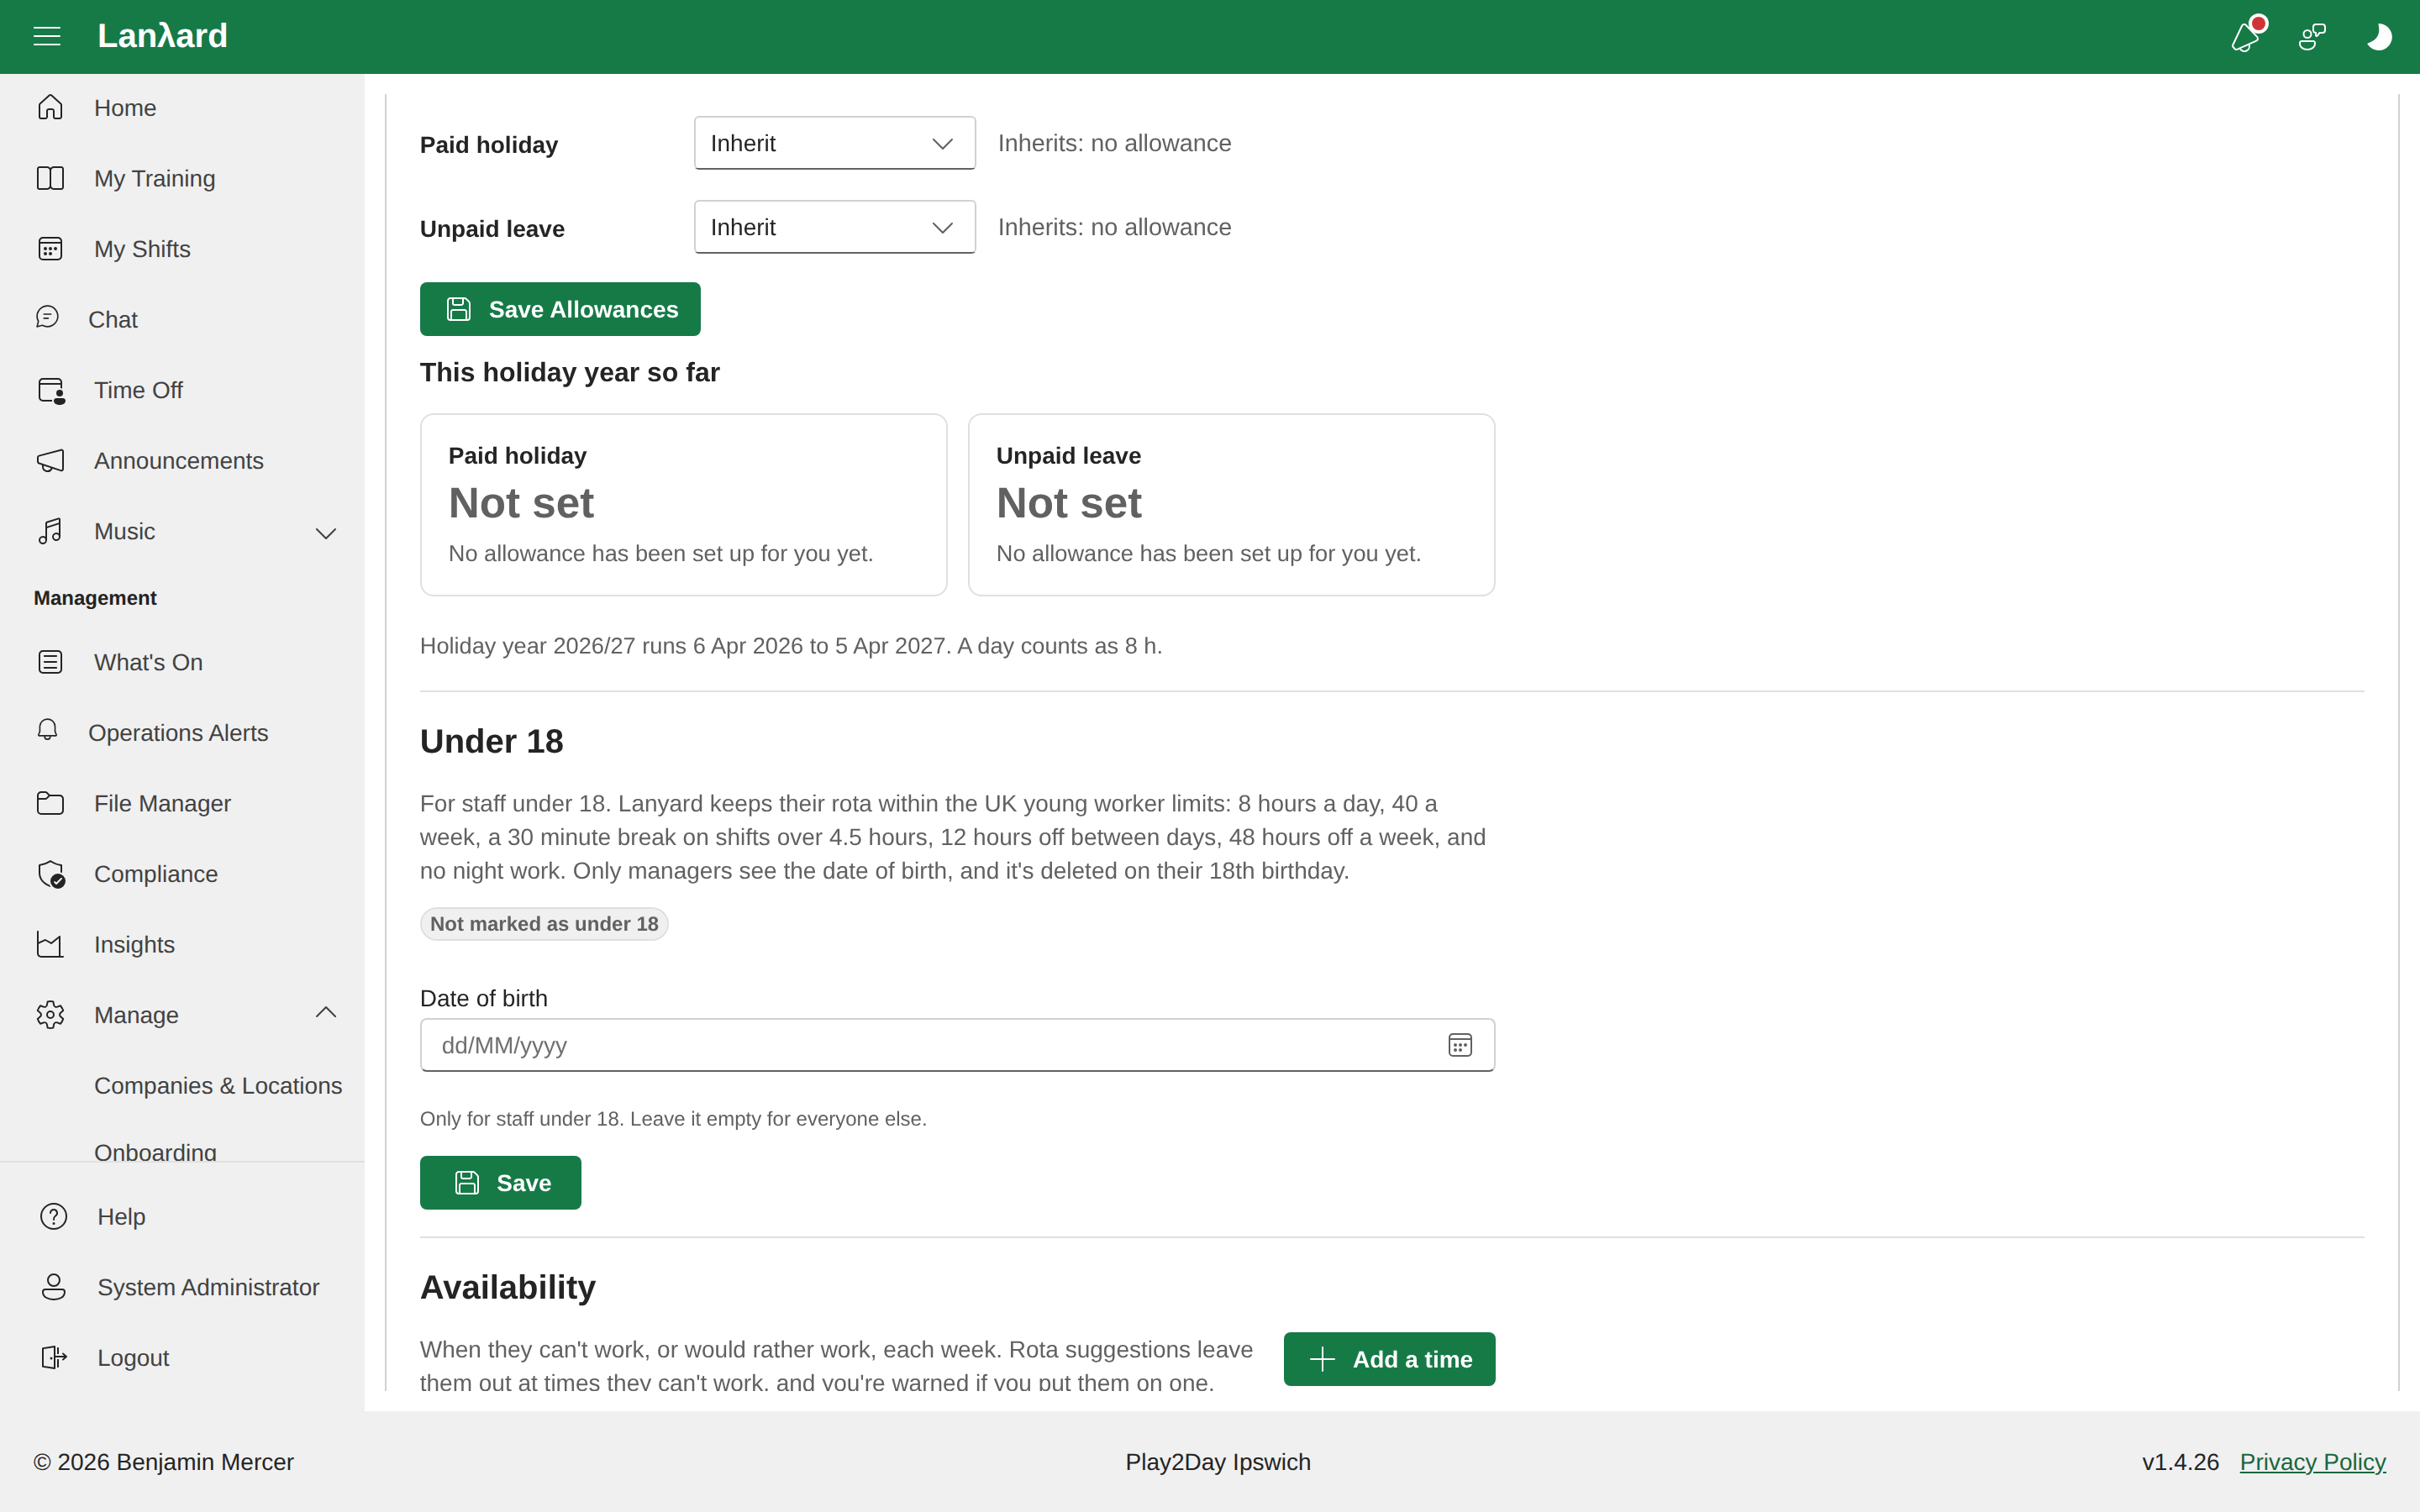 Lanλard
Home
My Training
My Shifts
Chat
Time Off
Announcements
Music
Management
What's On
Operations Alerts
File Manager
Compliance
Insights
Manage
Companies & Locations
Onboarding
Help
System Administrator
Logout
Paid holiday
Inherit
Inherits: no allowance
Unpaid leave
Inherit
Inherits: no allowance
Save Allowances
This holiday year so far
Paid holiday
Not set
No allowance has been set up for you yet.
Unpaid leave
Not set
No allowance has been set up for you yet.
Holiday year 2026/27 runs 6 Apr 2026 to 5 Apr 2027. A day counts as 8 h.
Under 18
For staff under 18. Lanyard keeps their rota within the UK young worker limits: 8 hours a day, 40 a
week, a 30 minute break on shifts over 4.5 hours, 12 hours off between days, 48 hours off a week, and
no night work. Only managers see the date of birth, and it's deleted on their 18th birthday.
Not marked as under 18
Date of birth
dd/MM/yyyy
Only for staff under 18. Leave it empty for everyone else.
Save
Availability
When they can't work, or would rather work, each week. Rota suggestions leave
them out at times they can't work, and you're warned if you put them on one.
Add a time
© 2026 Benjamin Mercer
Play2Day Ipswich
v1.4.26
Privacy Policy